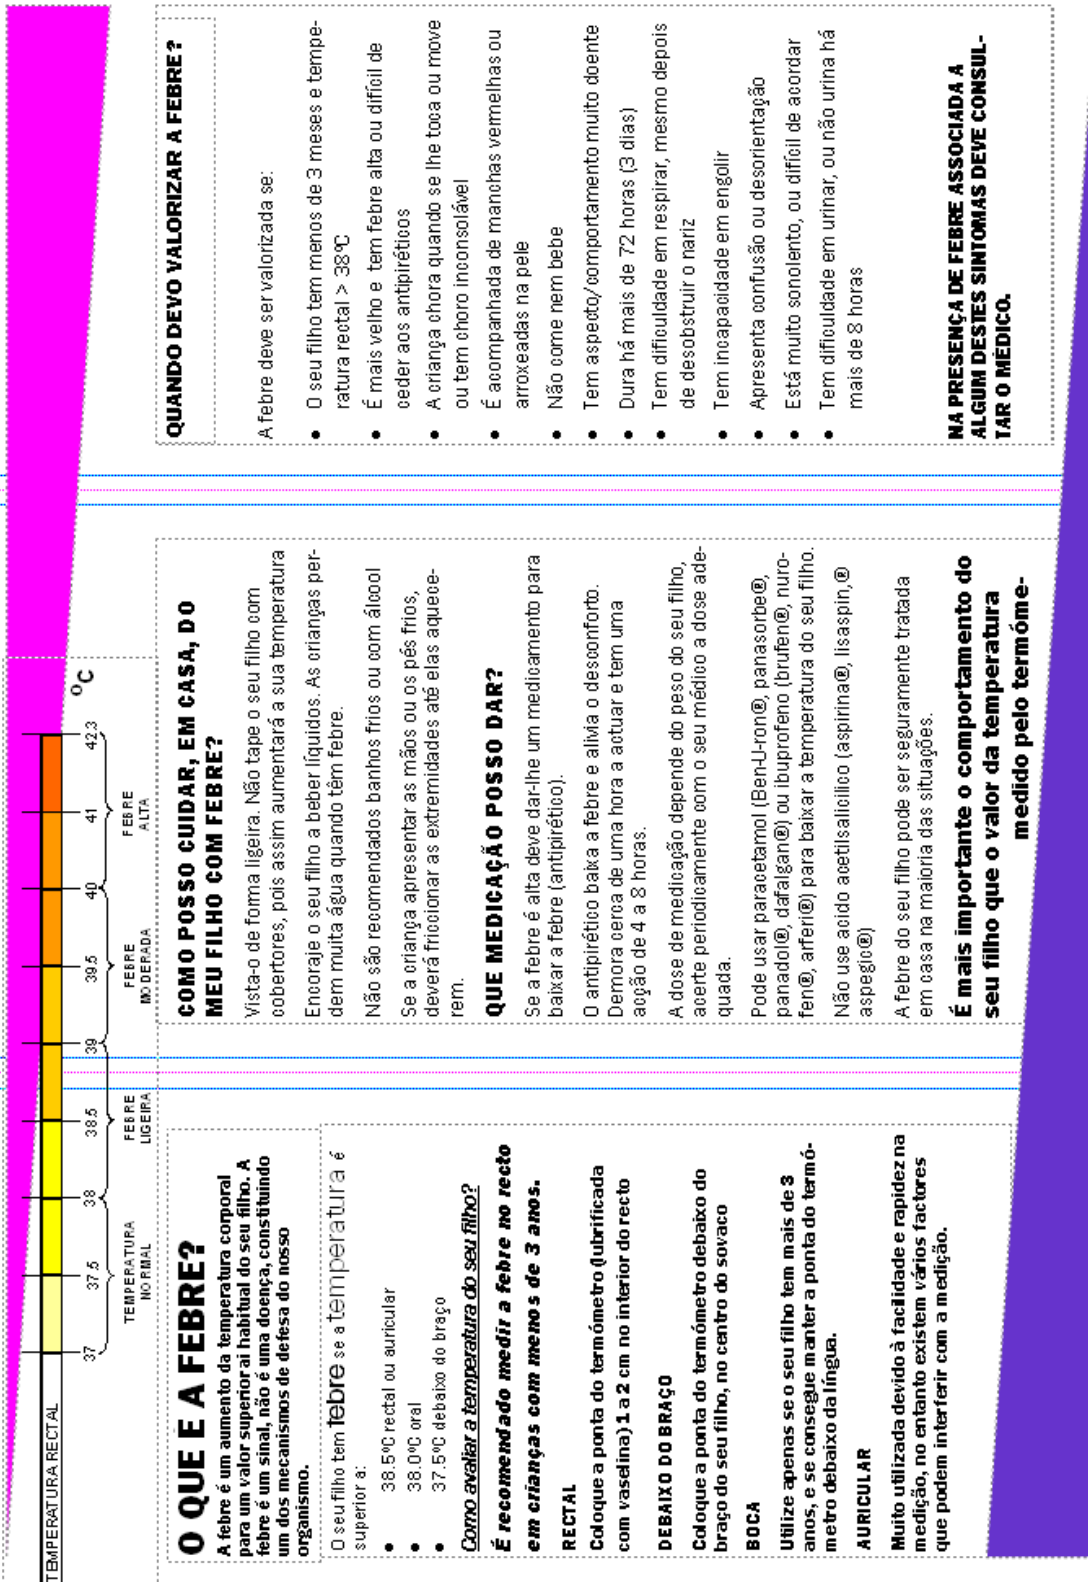 TEMPERATURA RECTAL
37
37.5
38
38.5
39
39.5
40
41
42.3
ºC
TEMPERATURA
NORMAL
FEBRE
LIGEIRA
FEBRE
MODERADA
FEBRE
ALTA
O QUE É A FEBRE?
A febre é um aumento da temperatura corporal
para um valor superior ai habitual do seu filho. A
febre é um sinal, não é uma doença, constituindo
um dos mecanismos de defesa do nosso
organismo.
O seu filho tem febre se a temperatura é
superior a:
• 38.5ºC rectal ou auricular
• 38.0ºC oral
• 37.5ºC debaixo do braço
Como avaliar a temperatura do seu filho?
É recomendado medir a febre no recto
em crianças com menos de 3 anos.
RECTAL
Coloque a ponta do termómetro (lubrificada
com vaselina) 1 a 2 cm no interior do recto
DEBAIXO DO BRAÇO
Coloque a ponta do termómetro debaixo do
braço do seu filho, no centro do sovaco
BOCA
Utilize apenas se o seu filho tem mais de 3
anos, e se consegue manter a ponta do termó-
metro debaixo da língua.
AURICULAR
Muito utilizada devido à facilidade e rapidez na
medição, no entanto existem vários factores
que podem interferir com a medição.
COMO POSSO CUIDAR, EM CASA, DO
MEU FILHO COM FEBRE?
Vista-o de forma ligeira. Não tape o seu filho com
cobertores, pois assim aumentará a sua temperatura
Encoraje o seu filho a beber líquidos. As crianças per-
dem muita água quando têm febre.
Não são recomendados banhos frios ou com álcool
Se a criança apresentar as mãos ou os pés frios,
deverá friccionar as extremidades até elas aquece-
rem.
QUE MEDICAÇÃO POSSO DAR?
Se a febre é alta deve dar-lhe um medicamento para
baixar a febre (antipirético).
O antipirético baixa a febre e alivia o desconforto.
Demora cerca de uma hora a actuar e tem uma
acção de 4 a 8 horas.
A dose de medicação depende do peso do seu filho,
acerte periodicamente com o seu médico a dose ade-
quada.
Pode usar paracetamol (Ben-U-ron®, panasorbe®,
panadol®, dafalgan®) ou ibuprofeno (brufen®, nuro-
fen®, arferi®) para baixar a temperatura do seu filho.
Não use acido acetilsalicílico (aspirina®, lisaspin,®
aspegic®)
A febre do seu filho pode ser seguramente tratada
em casa na maioria das situações.
É mais importante o comportamento do
seu filho que o valor da temperatura
medido pelo termóme-
QUANDO DEVO VALORIZAR A FEBRE?
A febre deve ser valorizada se:
• O seu filho tem menos de 3 meses e tempe-
ratura rectal > 38ºC
• É mais velho e tem febre alta ou difícil de
ceder aos antipiréticos
• A criança chora quando se lhe toca ou move
ou tem choro inconsolável
• É acompanhada de manchas vermelhas ou
arroxeadas na pele
• Não come nem bebe
• Tem aspecto/comportamento muito doente
• Dura há mais de 72 horas (3 dias)
• Tem dificuldade em respirar, mesmo depois
de desobstruir o nariz
• Tem incapacidade em engolir
• Apresenta confusão ou desorientação
• Está muito sonolento, ou difícil de acordar
• Tem dificuldade em urinar, ou não urina há
mais de 8 horas
NA PRESENÇA DE FEBRE ASSOCIADA A
ALGUM DESTES SINTOMAS DEVE CONSUL-
TAR O MÉDICO.